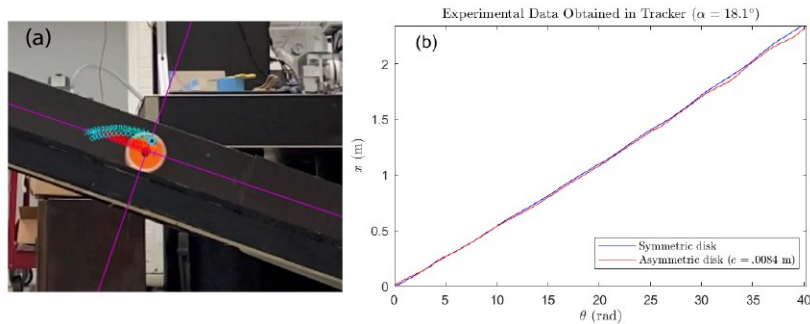 (a)
Experimental Data Obtained in Tracker (α = 18.1°)
(b)
2
1.5
1
0.5
0
x (m)
Symmetric disk
Asymmetric disk (e = .0084 m)
0 5 10 15 20 25 30 35 40
θ (rad)